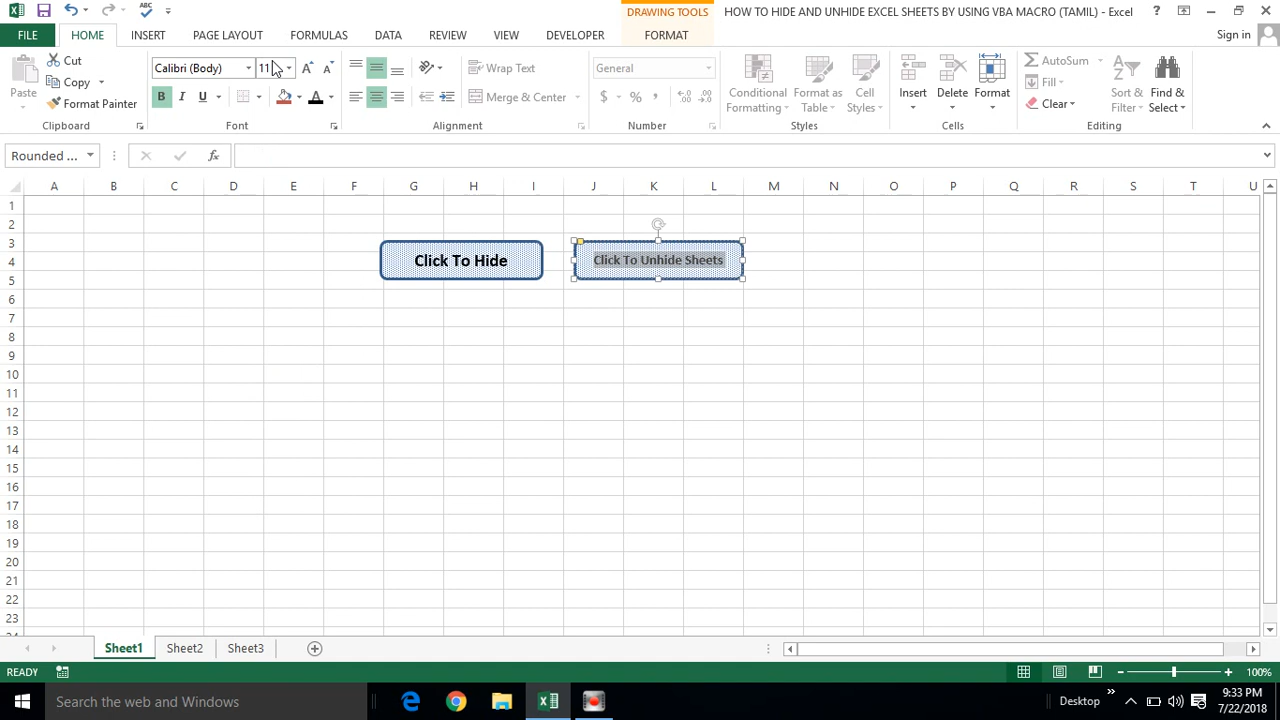 DRAWING TOOLS
HOW TO HIDE AND UNHIDE EXCEL SHEETS BY USING VBA MACRO (TAMIL) - Excel
FILE HOME INSERT PAGE LAYOUT FORMULAS DATA REVIEW VIEW DEVELOPER FORMAT Sign in
Paste
Cut
Copy
Format Painter
Clipboard
Calibri (Body) 11
B I U
Font
Wrap Text
Merge & Center
Alignment
General
$ % ,
Number
Conditional Formatting
Format as Table
Cell Styles
Styles
Insert Delete Format
Cells
AutoSum
Fill
Clear
Sort & Filter
Find & Select
Editing
Rounded ...
fx
A B C D E F G H I J K L M N O P Q R S T U
1
2
3
4
5
6
7
8
9
10
11
12
13
14
15
16
17
18
19
20
21
22
23
24
Click To Hide
Click To Unhide Sheets
Sheet1 Sheet2 Sheet3
READY
100%
Search the web and Windows
Desktop
9:33 PM
7/22/2018